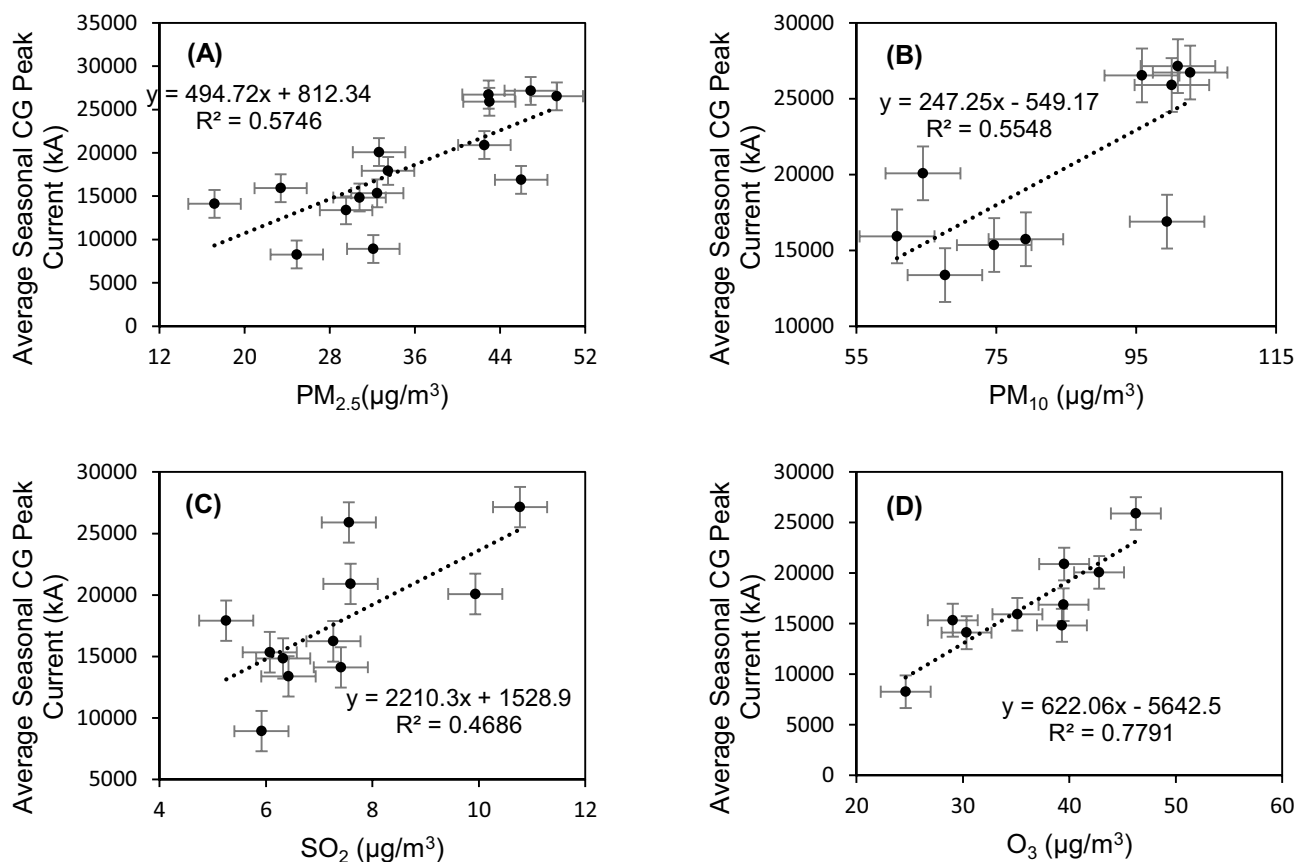 Average Seasonal CG Peak
Current (kA)
35000
30000
25000
20000
15000
10000
5000
0
(A)
y = 494.72x + 812.34
R² = 0.5746
12 20 28 36 44 52
PM2.5(µg/m³)
Average Seasonal CG Peak
Current (kA)
30000
25000
20000
15000
10000
(B)
y = 247.25x - 549.17
R² = 0.5548
55 75 95 115
PM10 (µg/m³)
Average Seasonal CG Peak
Current (kA)
30000
25000
20000
15000
10000
5000
(C)
y = 2210.3x + 1528.9
R² = 0.4686
4 6 8 10 12
SO2 (µg/m³)
Average Seasonal CG Peak
Current (kA)
30000
25000
20000
15000
10000
5000
0
(D)
y = 622.06x - 5642.5
R² = 0.7791
20 30 40 50 60
O3 (µg/m³)